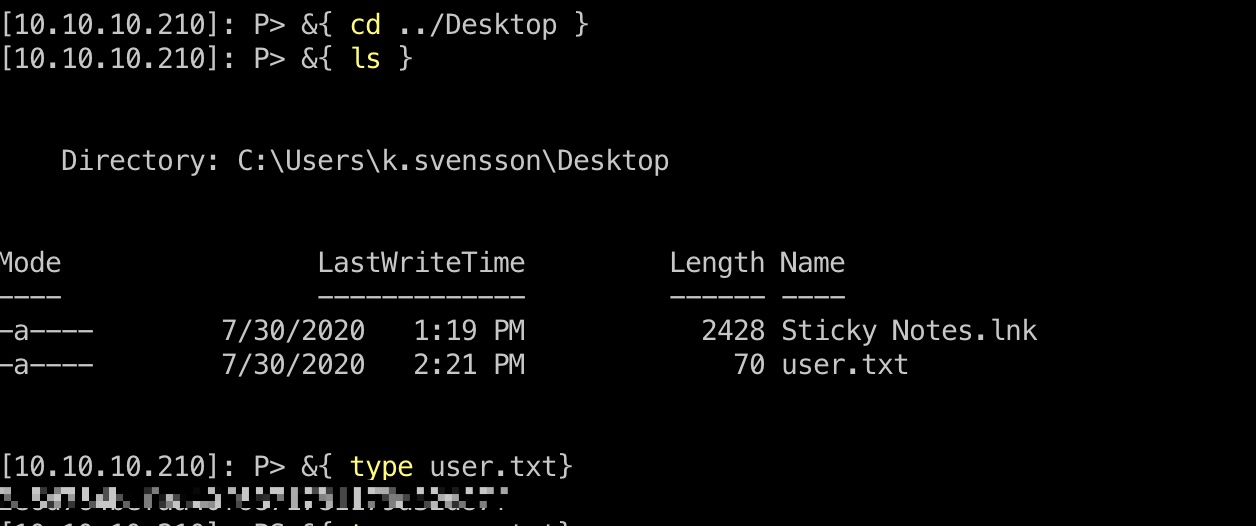 [10.10.10.210]: P> &{ cd ../Desktop }
[10.10.10.210]: P> &{ ls }
Directory: C:\Users\k.svensson\Desktop
Mode LastWriteTime Length Name
---- ------------- ------ ----
-a---- 7/30/2020 1:19 PM 2428 Sticky Notes.lnk
-a---- 7/30/2020 2:21 PM 70 user.txt
[10.10.10.210]: P> &{ type user.txt}